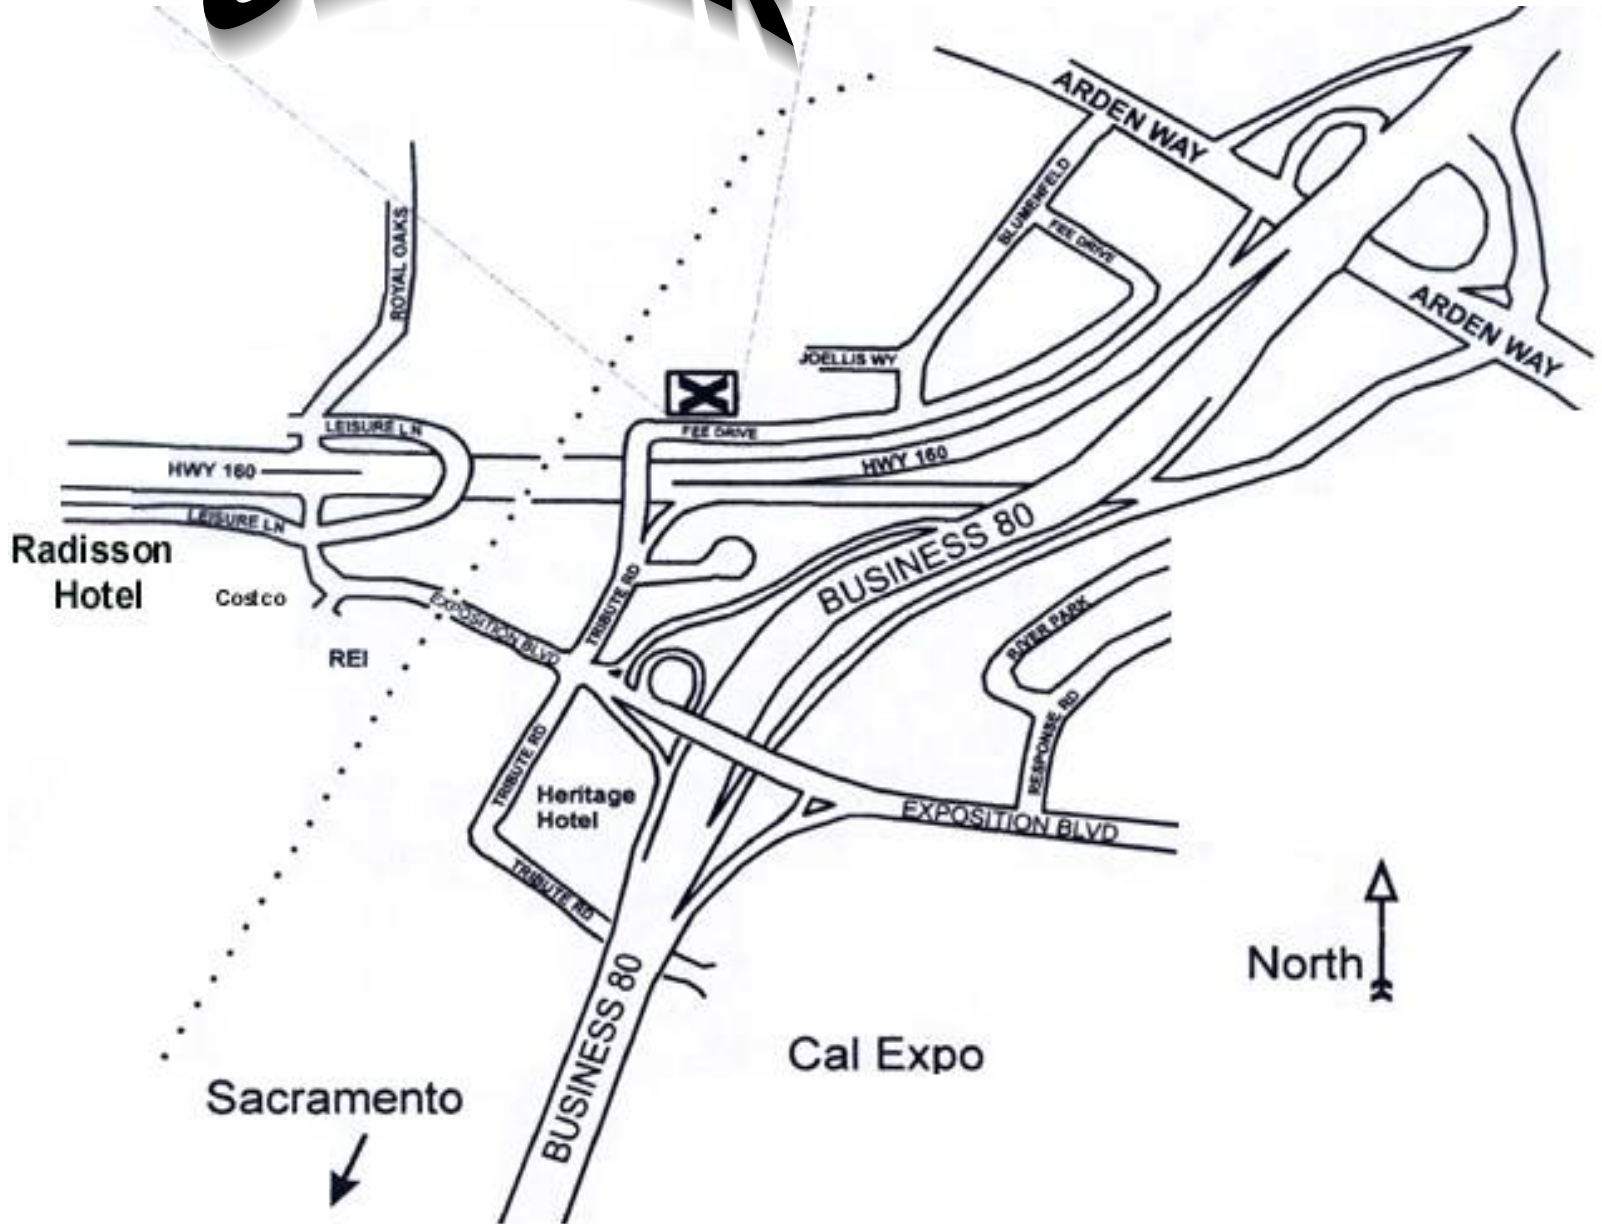 ARDEN WAY
BLUMENFELD
FEE DRIVE
ROYAL OAKS
ARDEN WAY
JOELLIS WY
LEISURE LN
FEE DRIVE
HWY 160
HWY 160
LEISURE LN
Radisson
Hotel
Costco
BUSINESS 80
EXPOSITION BLVD
TRIBUTE RD
RIVER PARK
REI
RESPONSE RD
TRIBUTE RD
Heritage
Hotel
EXPOSITION BLVD
TRIBUTE RD
North
BUSINESS 80
Cal Expo
Sacramento